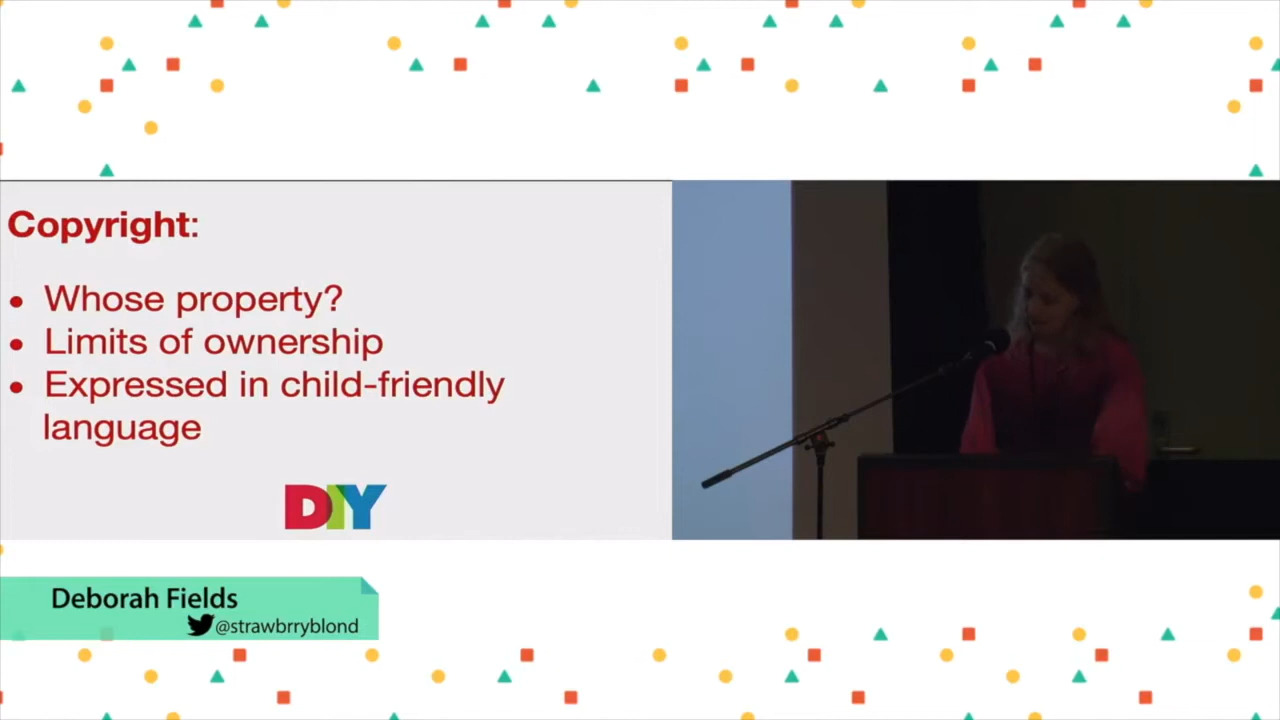 Copyright:
• Whose property?
• Limits of ownership
• Expressed in child-friendly
language
DIY
Deborah Fields
@strawbrryblond